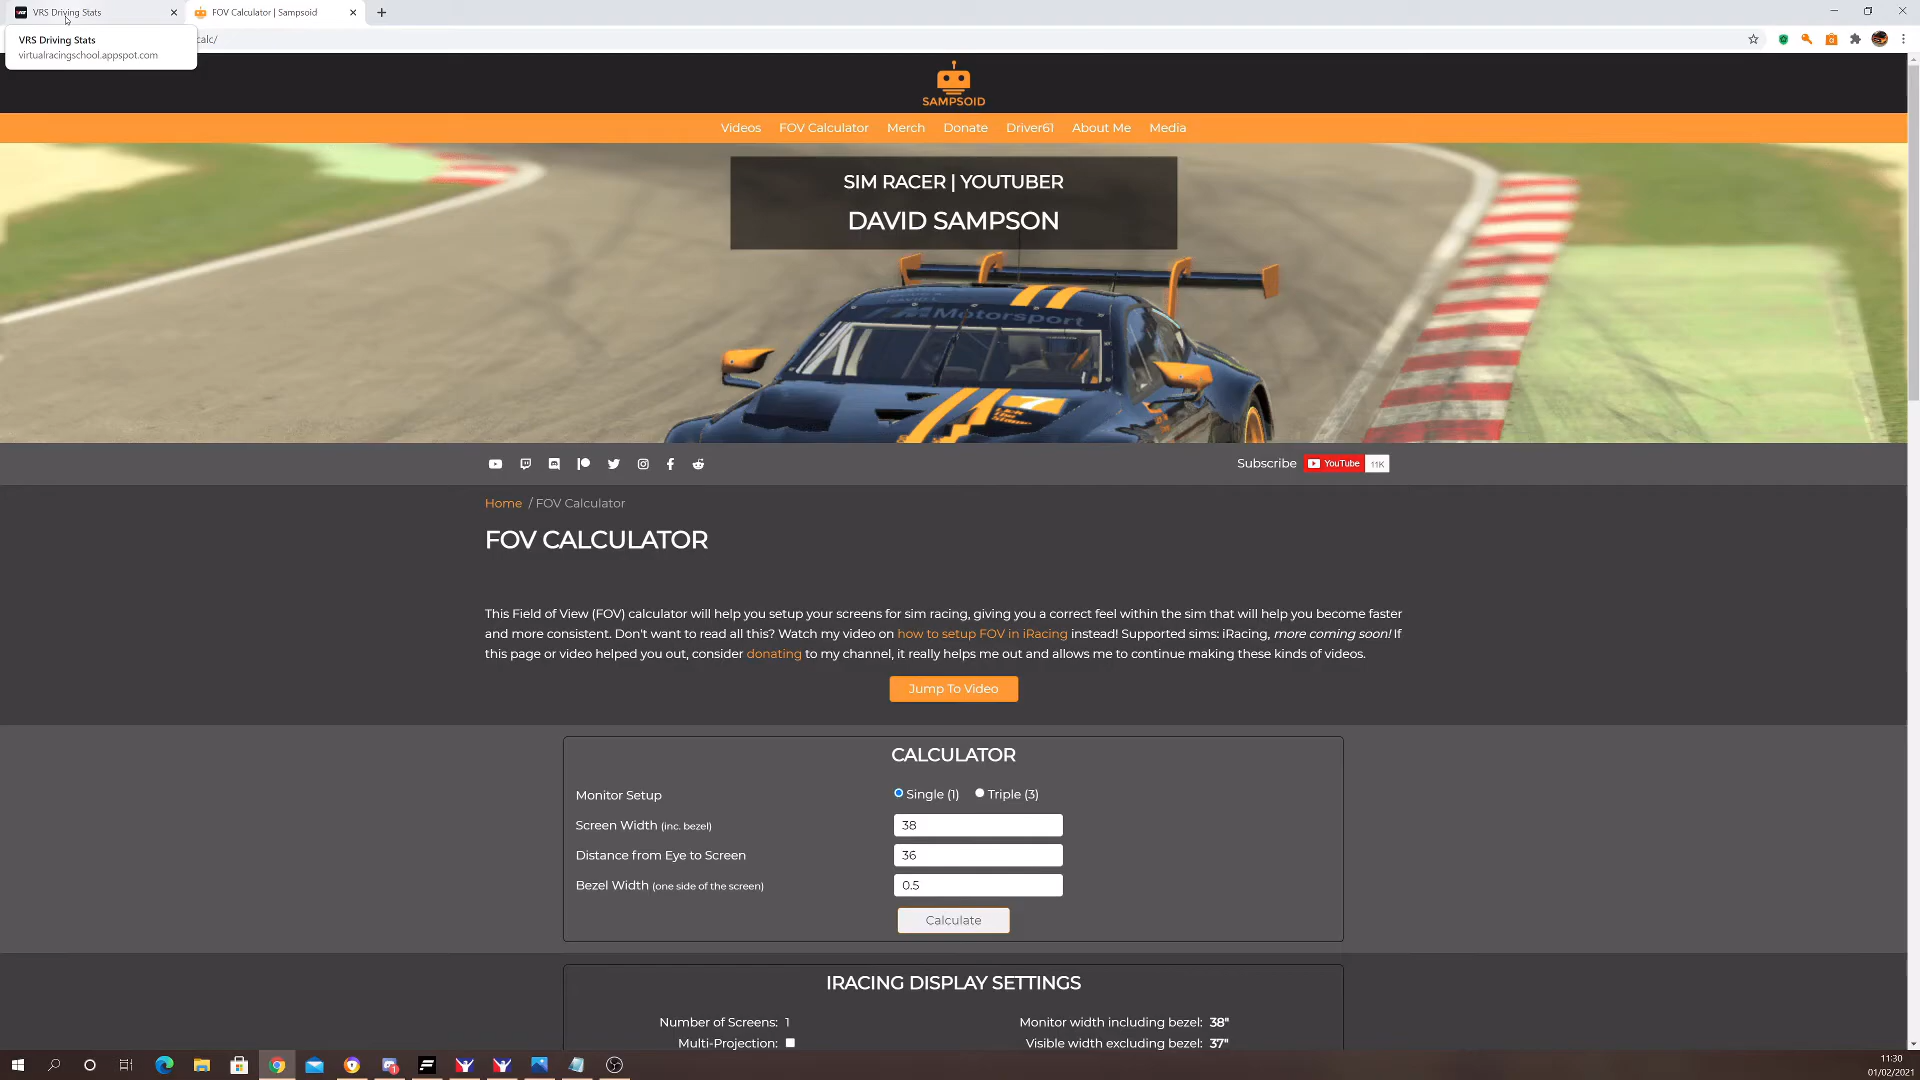 VRS Driving Stats
FOV Calculator | Sampsoid
VRS Driving Stats
virtualracingschool.appspot.com
calc/
SAMPSOID
Videos FOV Calculator Merch Donate Driver61 About Me Media
SIM RACER | YOUTUBER
DAVID SAMPSON
Motorsport
7
Subscribe YouTube 11K
Home / FOV Calculator
FOV CALCULATOR
This Field of View (FOV) calculator will help you setup your screens for sim racing, giving you a correct feel within the sim that will help you become faster
and more consistent. Don't want to read all this? Watch my video on how to setup FOV in iRacing instead! Supported sims: iRacing, more coming soon! If
this page or video helped you out, consider donating to my channel, it really helps me out and allows me to continue making these kinds of videos.
Jump To Video
CALCULATOR
Monitor Setup Single (1) Triple (3)
Screen Width (inc. bezel) 38
Distance from Eye to Screen 36
Bezel Width (one side of the screen) 0.5
Calculate
IRACING DISPLAY SETTINGS
Number of Screens: 1 Monitor width including bezel: 38"
Multi-Projection: Visible width excluding bezel: 37"
11:30
01/02/2021